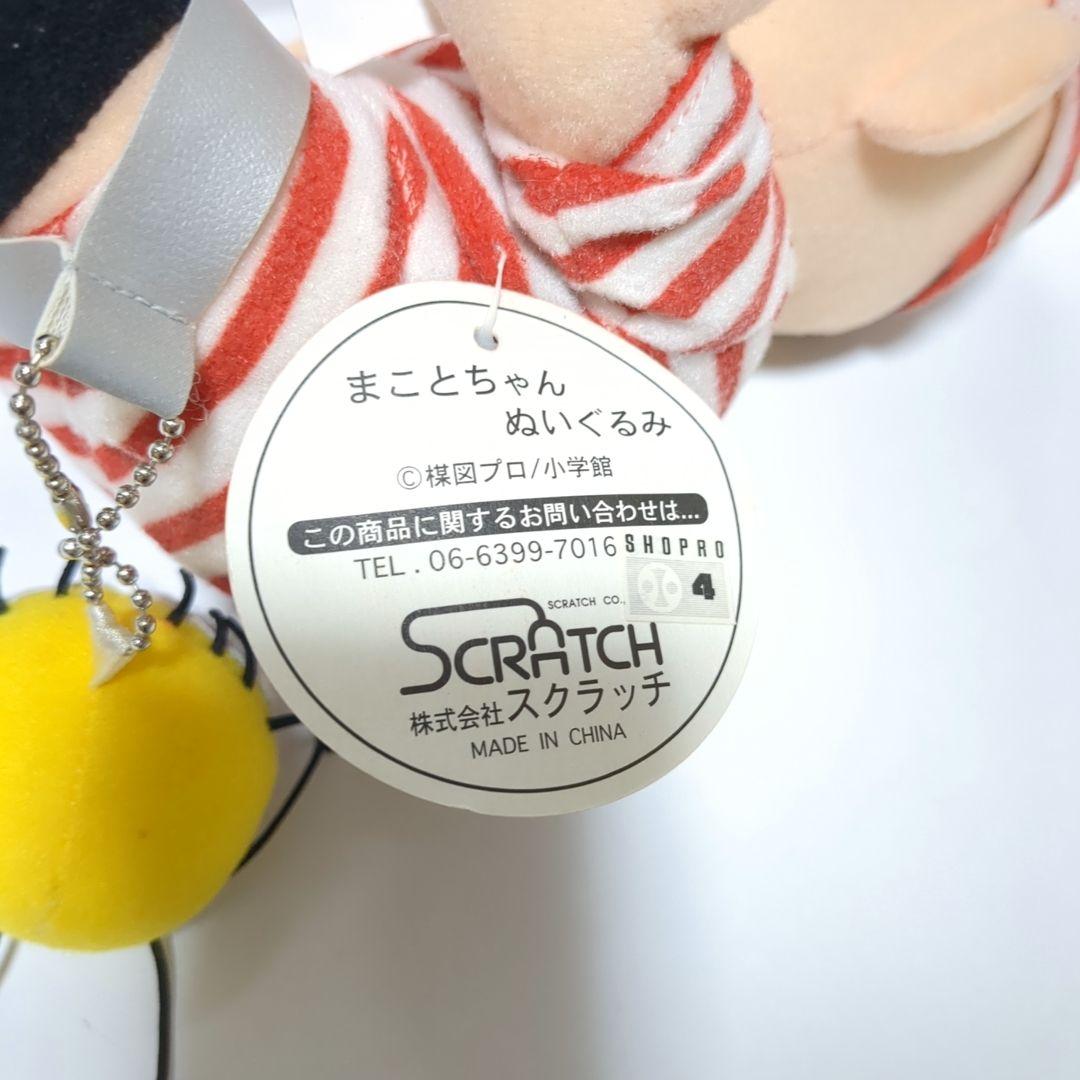 まことちゃん
ぬいぐるみ
Ⓒ楳図プロ/小学館
この商品に関するお問い合わせは...
TEL . 06-6399-7016
SHOPRO
4
SCRATCH CO.,
SCRATCH
株式会社スクラッチ
MADE IN CHINA